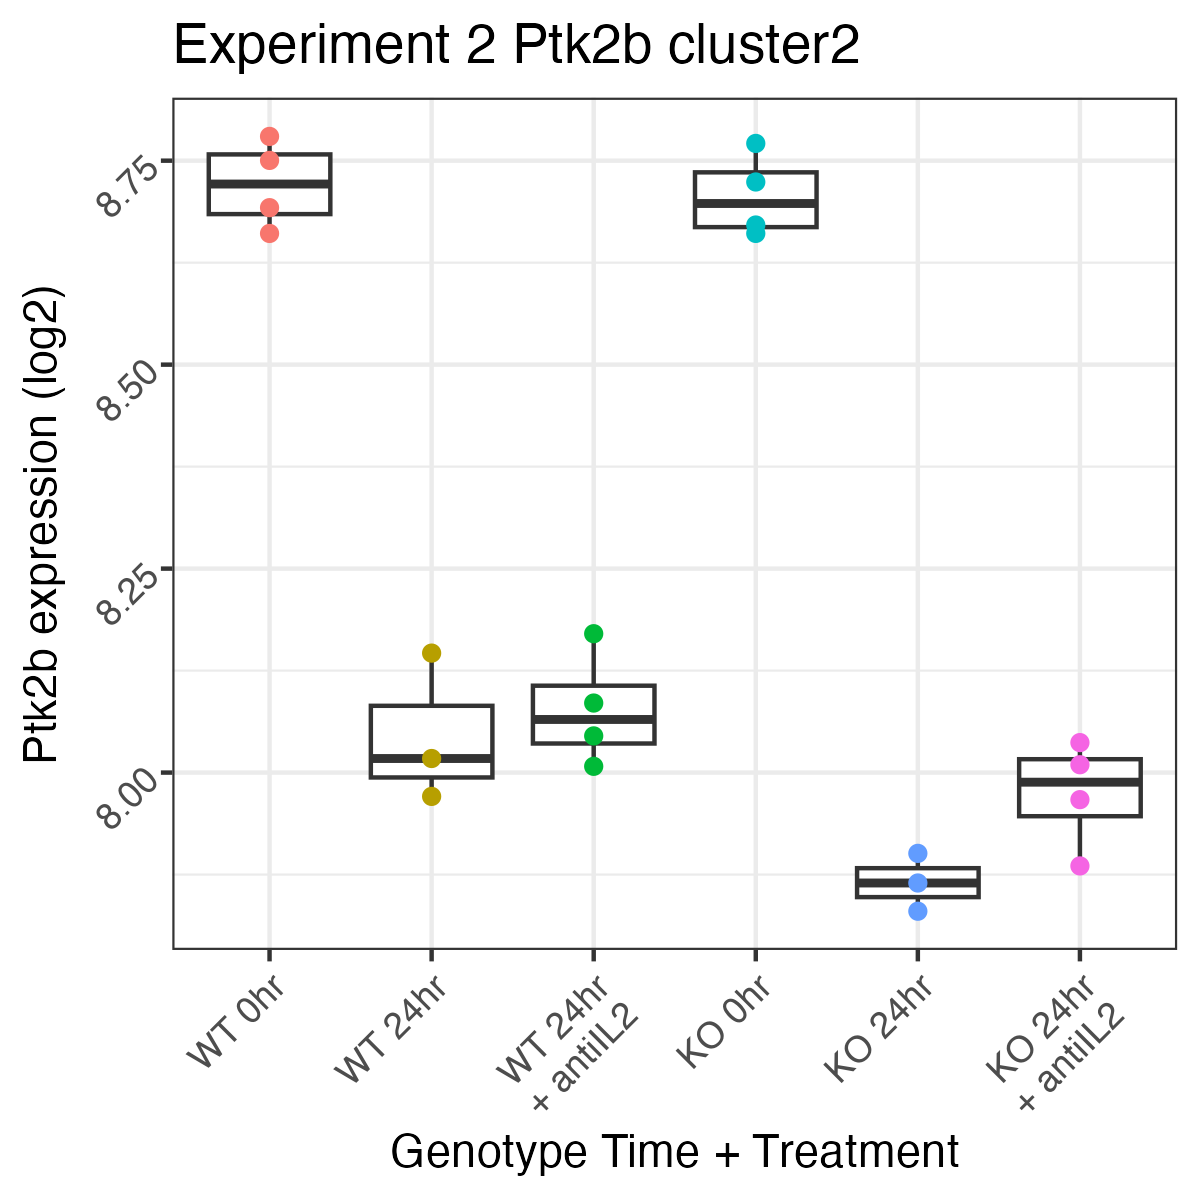 Experiment 2 Ptk2b cluster2
Ptk2b expression (log2)
8.75
8.50
8.25
8.00
WT 0hr
WT 24hr
WT 24hr
+ antiIL2
KO 0hr
KO 24hr
KO 24hr
+ antiIL2
Genotype Time + Treatment